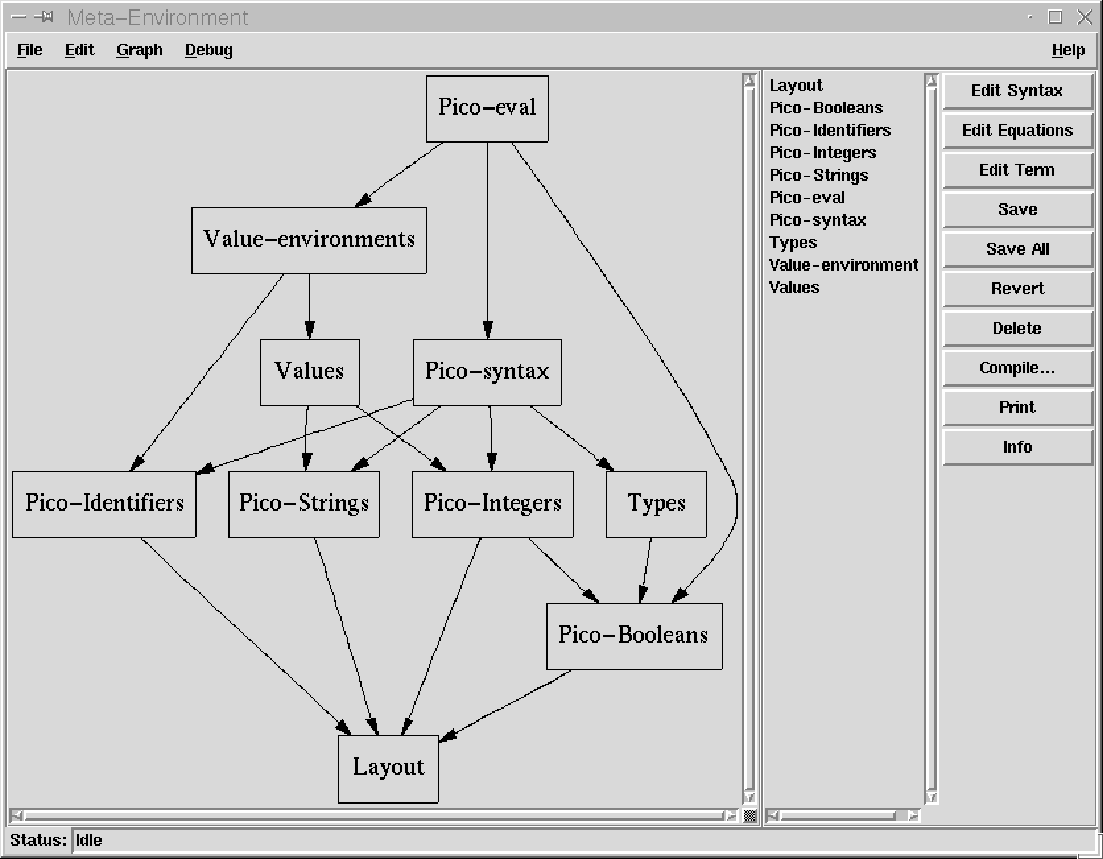 Meta-Environment
File Edit Graph Debug Help
Pico-eval
Value-environments
Values Pico-syntax
Pico-Identifiers Pico-Strings Pico-Integers Types
Pico-Booleans
Layout
Layout
Pico-Booleans
Pico-Identifiers
Pico-Integers
Pico-Strings
Pico-eval
Pico-syntax
Types
Value-environment
Values
Edit Syntax
Edit Equations
Edit Term
Save
Save All
Revert
Delete
Compile...
Print
Info
Status: Idle